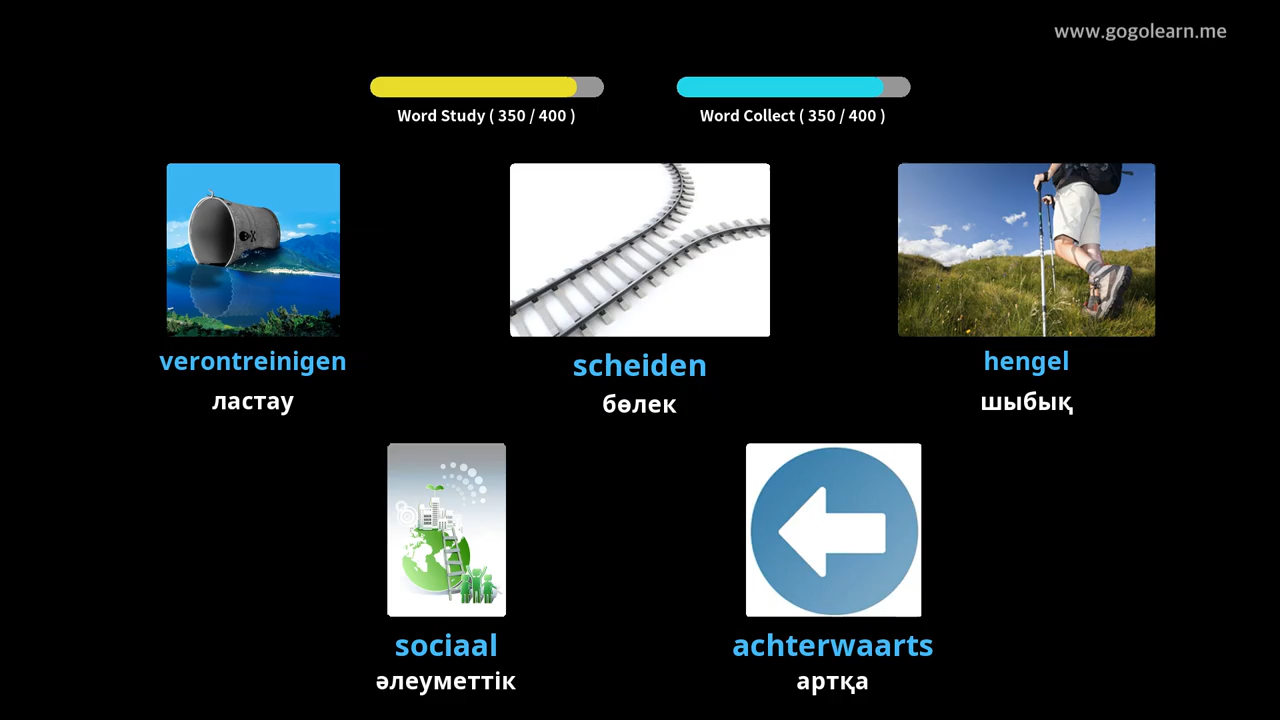 www.gogolearn.me
Word Study ( 350 / 400 )
Word Collect ( 350 / 400 )
verontreinigen
ластау
scheiden
бөлек
hengel
шыбық
sociaal
әлеуметтік
achterwaarts
артқа